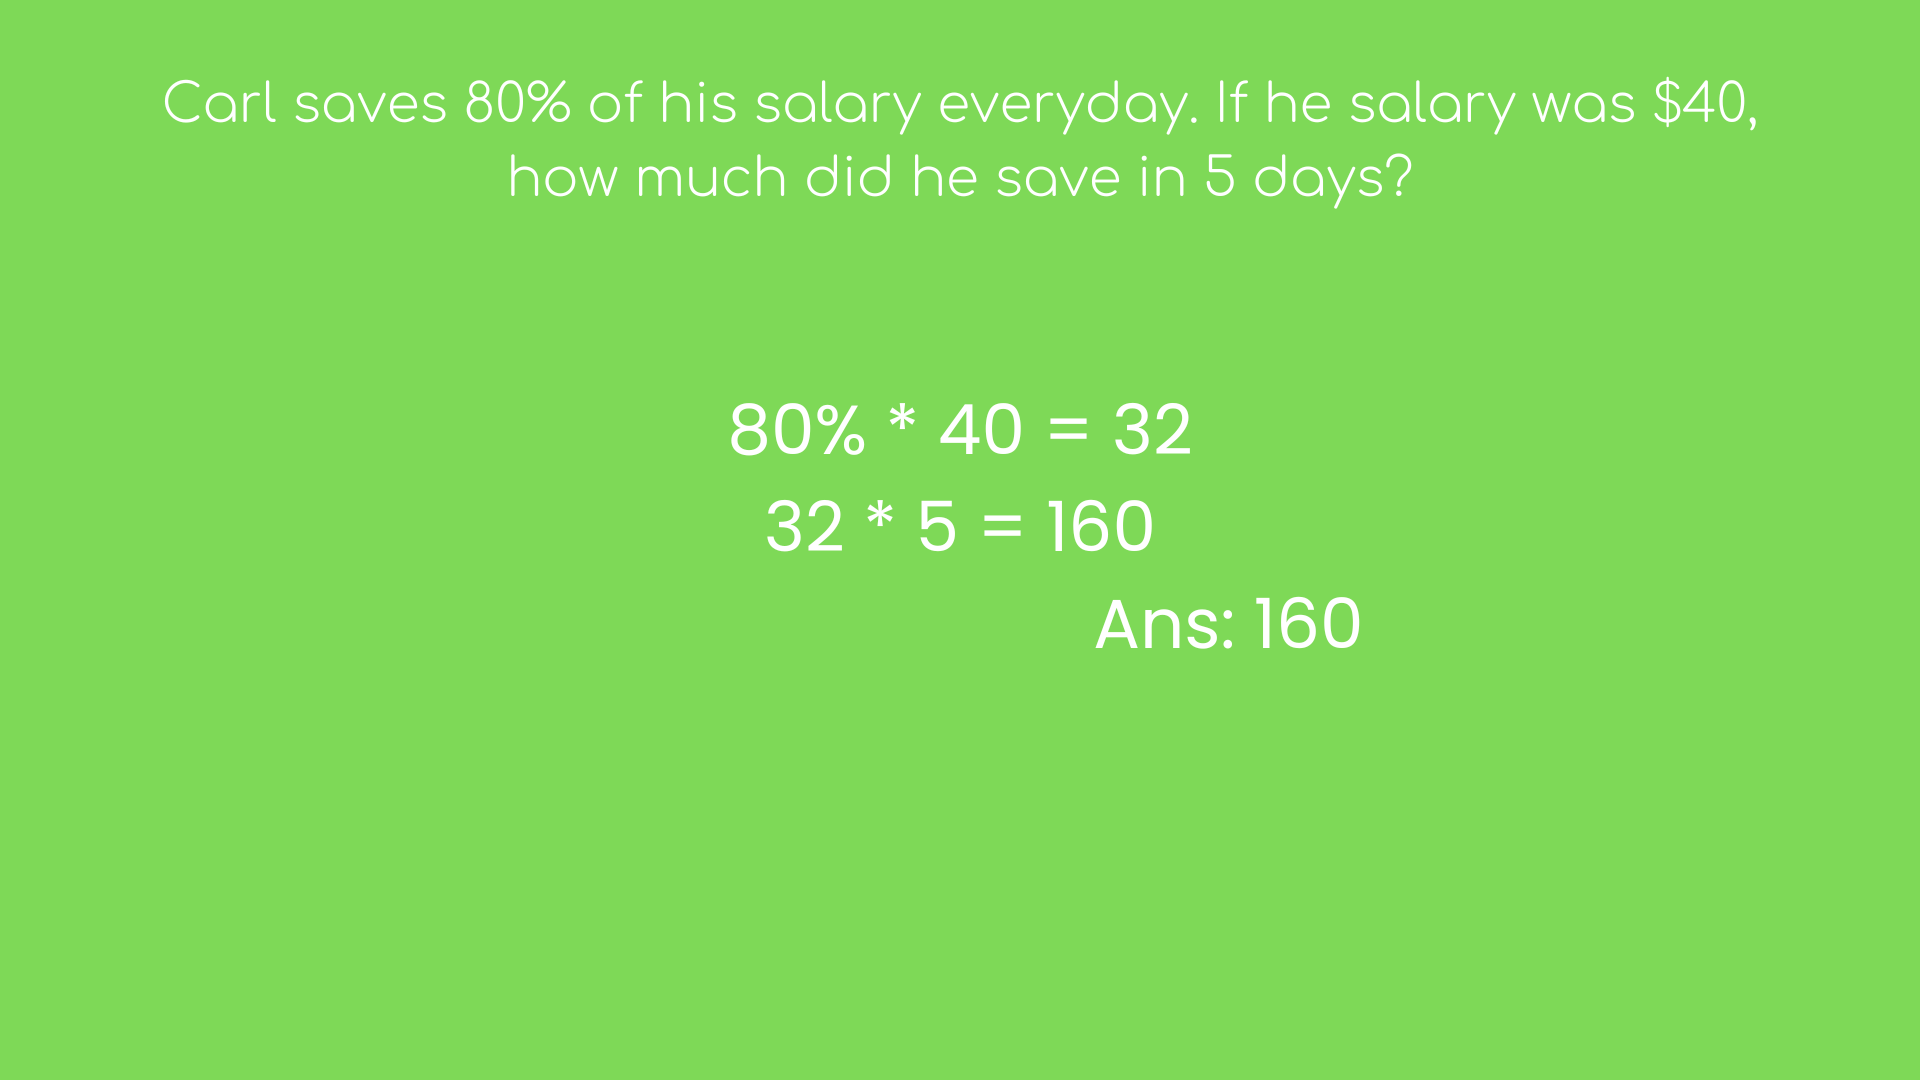 Carl saves 80% of his salary everyday. If he salary was $40,
how much did he save in 5 days?
80% * 40 = 32
32 * 5 = 160
Ans: 160